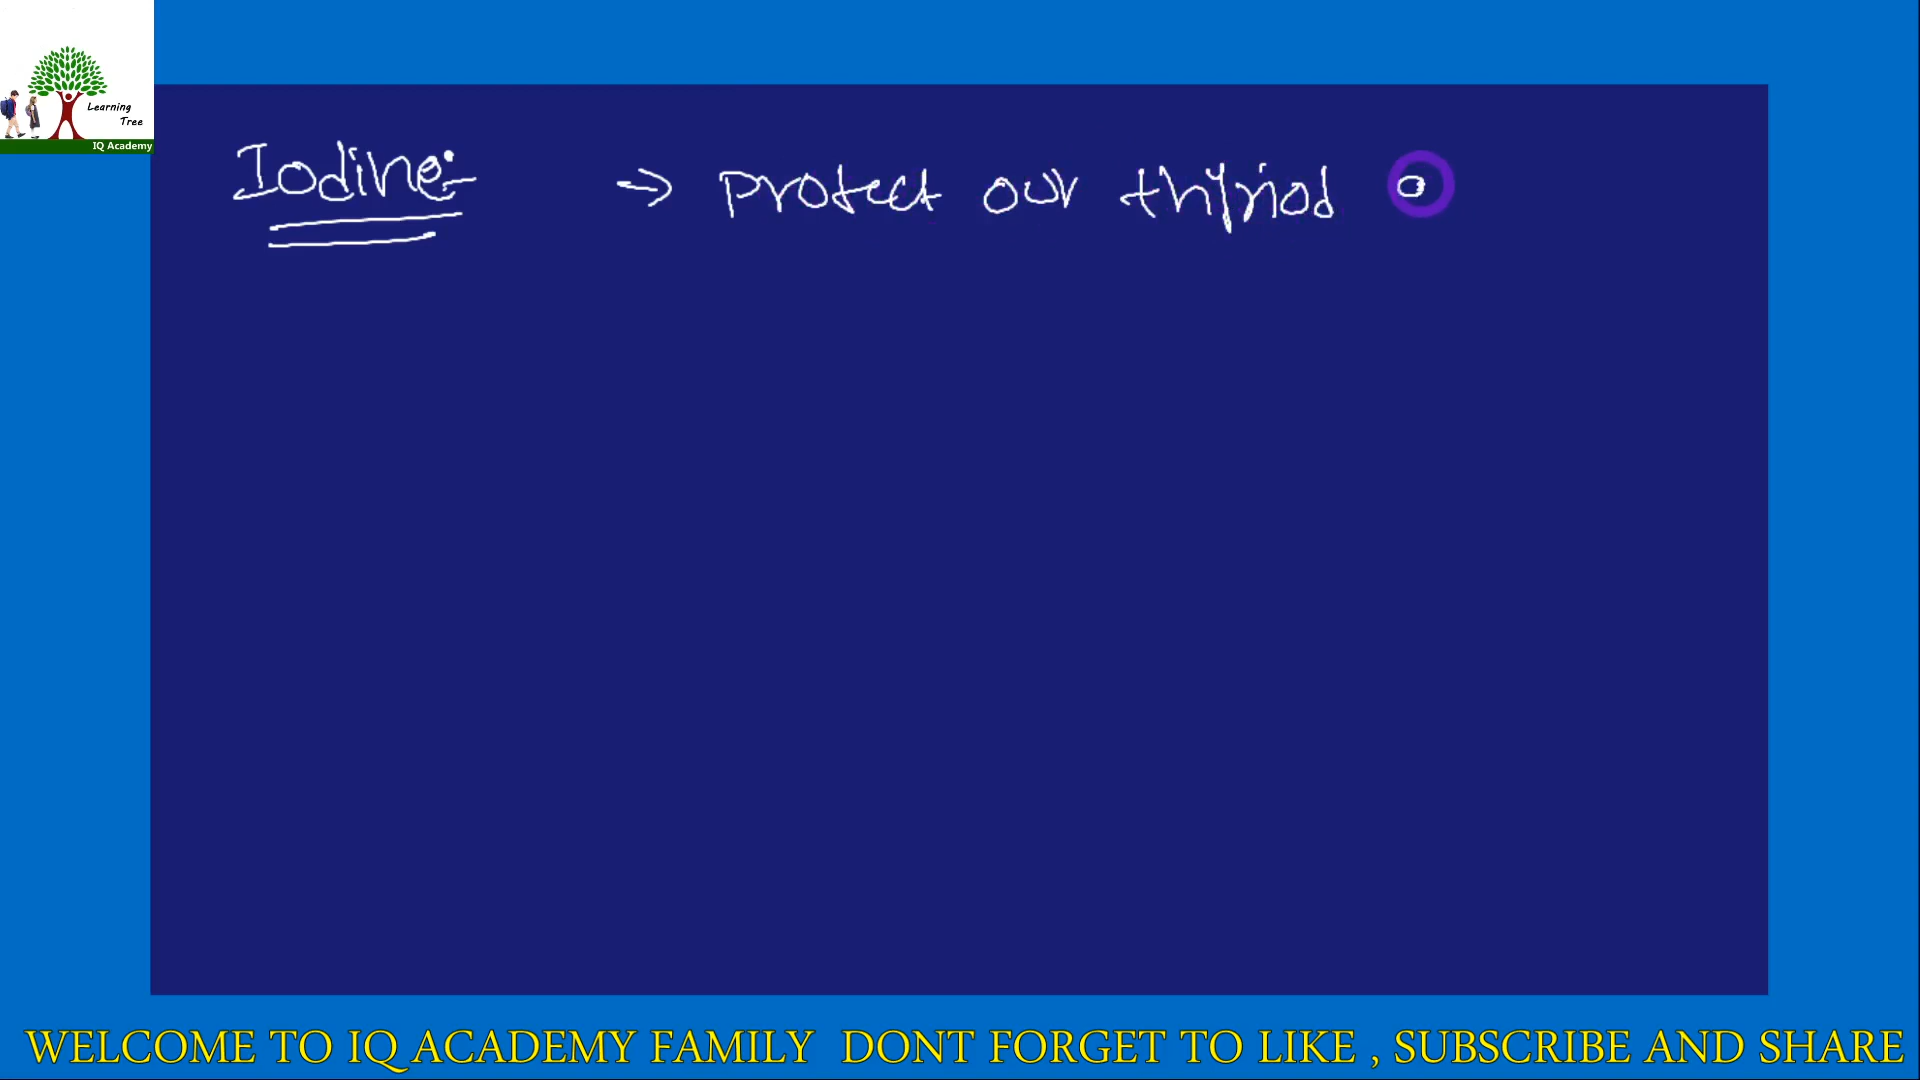 Learning
Tree
IQ Academy
Iodine:- → protect our thyriod
WELCOME TO IQ ACADEMY FAMILY DONT FORGET TO LIKE , SUBSCRIBE AND SHARE